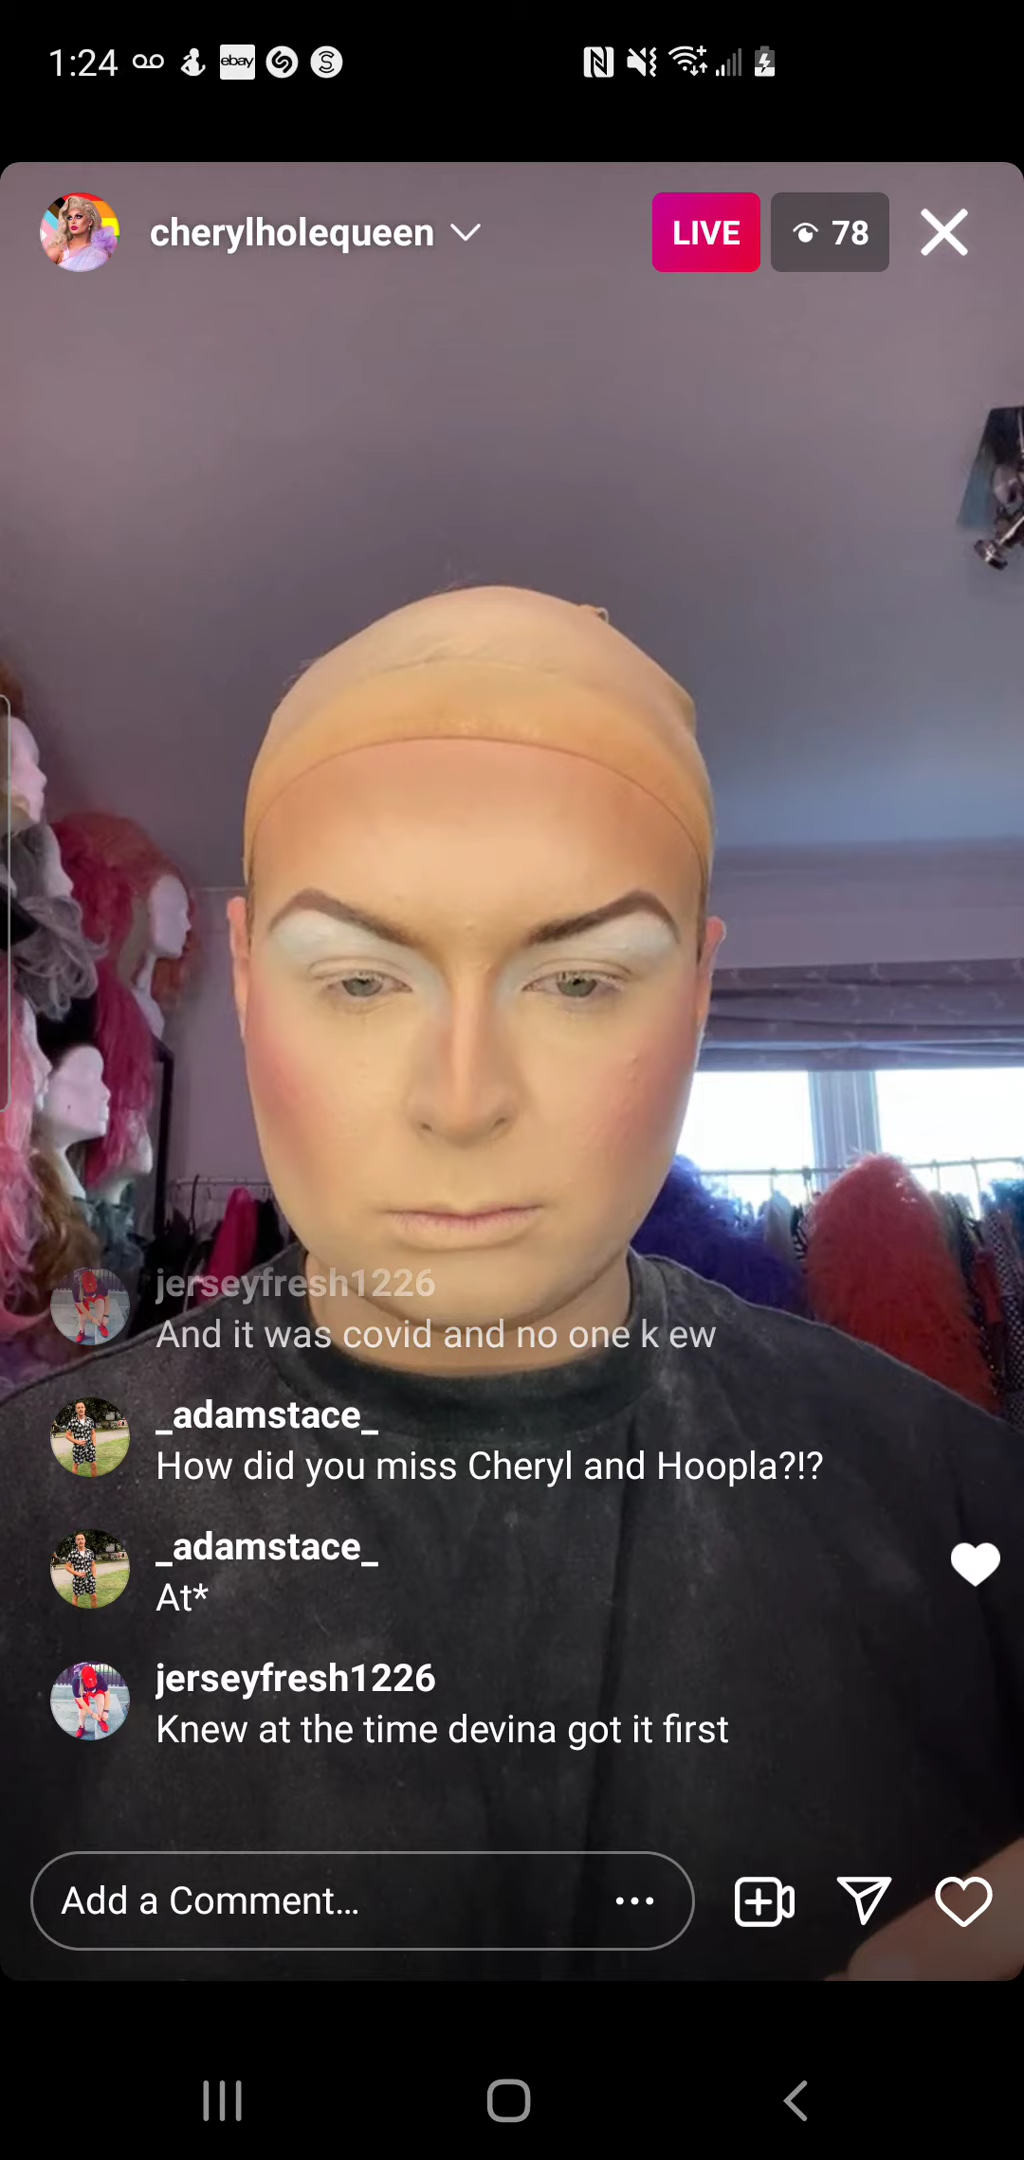 1:24
ebay
cherylholequeen
LIVE
78
jerseyfresh1226
And it was covid and no one k ew
_adamstace_
How did you miss Cheryl and Hoopla?!?
_adamstace_
At*
jerseyfresh1226
Knew at the time devina got it first
Add a Comment...